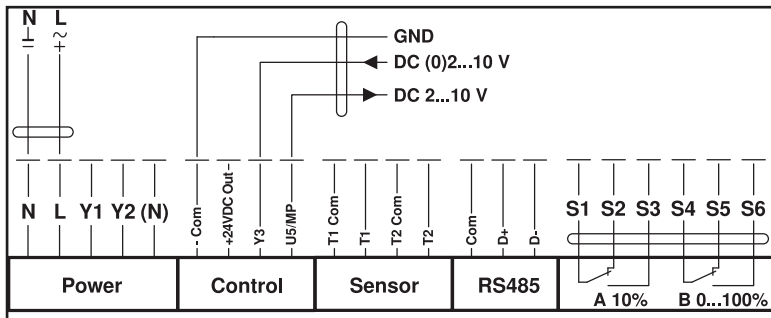 N L
⊥ ~
= +
GND
DC (0)2...10 V
DC 2...10 V
N L Y1 Y2 (N)
- Com
+24VDC Out
Y3
U5/MP
T1 Com
T1
T2 Com
T2
Com
D+
D-
S1 S2 S3 S4 S5 S6
A 10% B 0...100%
Power Control Sensor RS485